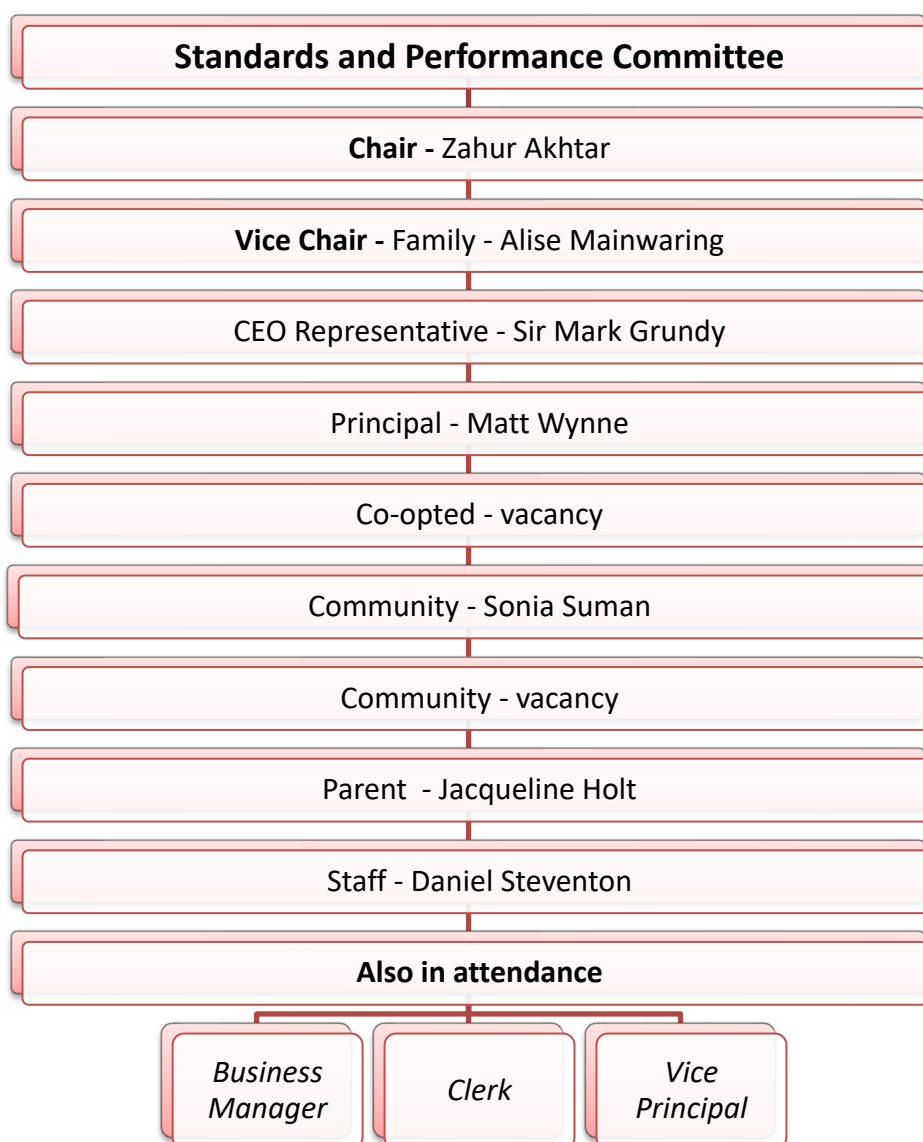 Standards and Performance Committee
Chair - Zahur Akhtar
Vice Chair - Family - Alise Mainwaring
CEO Representative - Sir Mark Grundy
Principal - Matt Wynne
Co-opted - vacancy
Community - Sonia Suman
Community - vacancy
Parent  - Jacqueline Holt
Staff - Daniel Steventon
Also in attendance
Business
Manager
Clerk
Vice
Principal